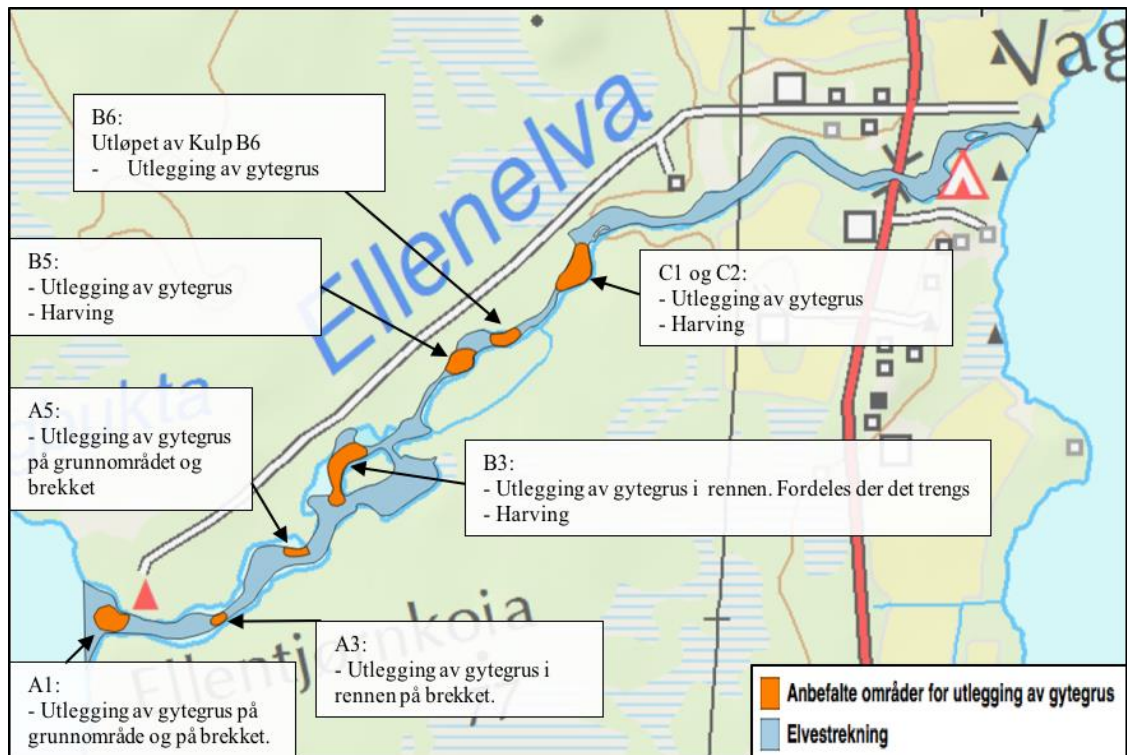 Vag
B6:
Utløpet av Kulp B6
- Utlegging av gytegrus
Ellenelva
B5:
- Utlegging av gytegrus
- Harving
C1 og C2:
- Utlegging av gytegrus
- Harving
bukta
A5:
- Utlegging av gytegrus
på grunnområdet og
brekket
B3:
- Utlegging av gytegrus i rennen. Fordeles der det trengs
- Harving
Ellentjørnkoia
A3:
- Utlegging av gytegrus i
rennen på brekket.
A1:
- Utlegging av gytegrus på
grunnområde og på brekket.
Anbefalte områder for utlegging av gytegrus
Elvestrekning